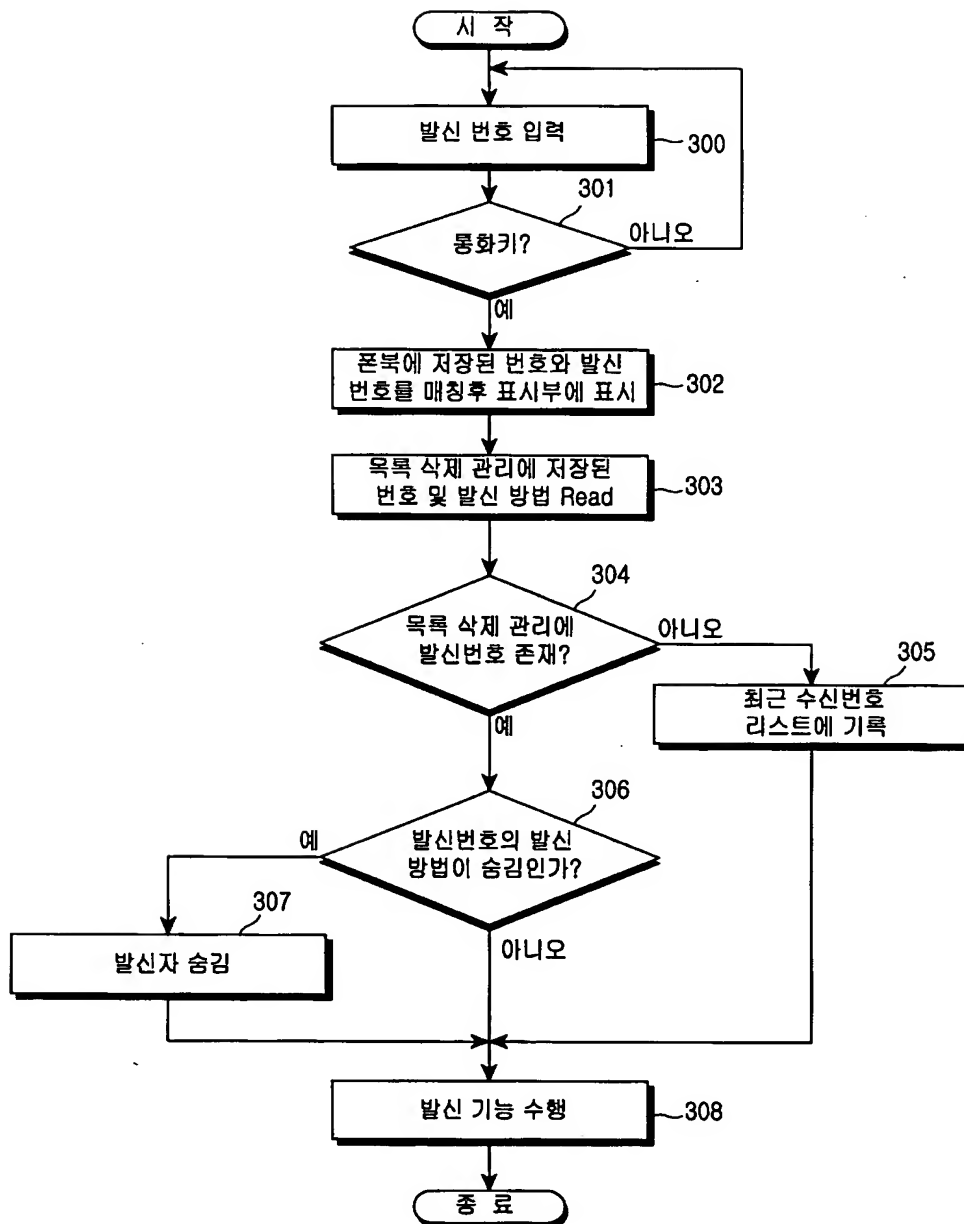 시 작
발신 번호 입력
300
301
통화키?
아니오
예
폰북에 저장된 번호와 발신
번호를 매칭후 표시부에 표시
302
목록 삭제 관리에 저장된
번호 및 발신 방법 Read
303
304
목록 삭제 관리에
발신번호 존재?
아니오
305
최근 수신번호
리스트에 기록
예
306
발신번호의 발신
방법이 숨김인가?
예
307
발신자 숨김
아니오
발신 기능 수행
308
종 료